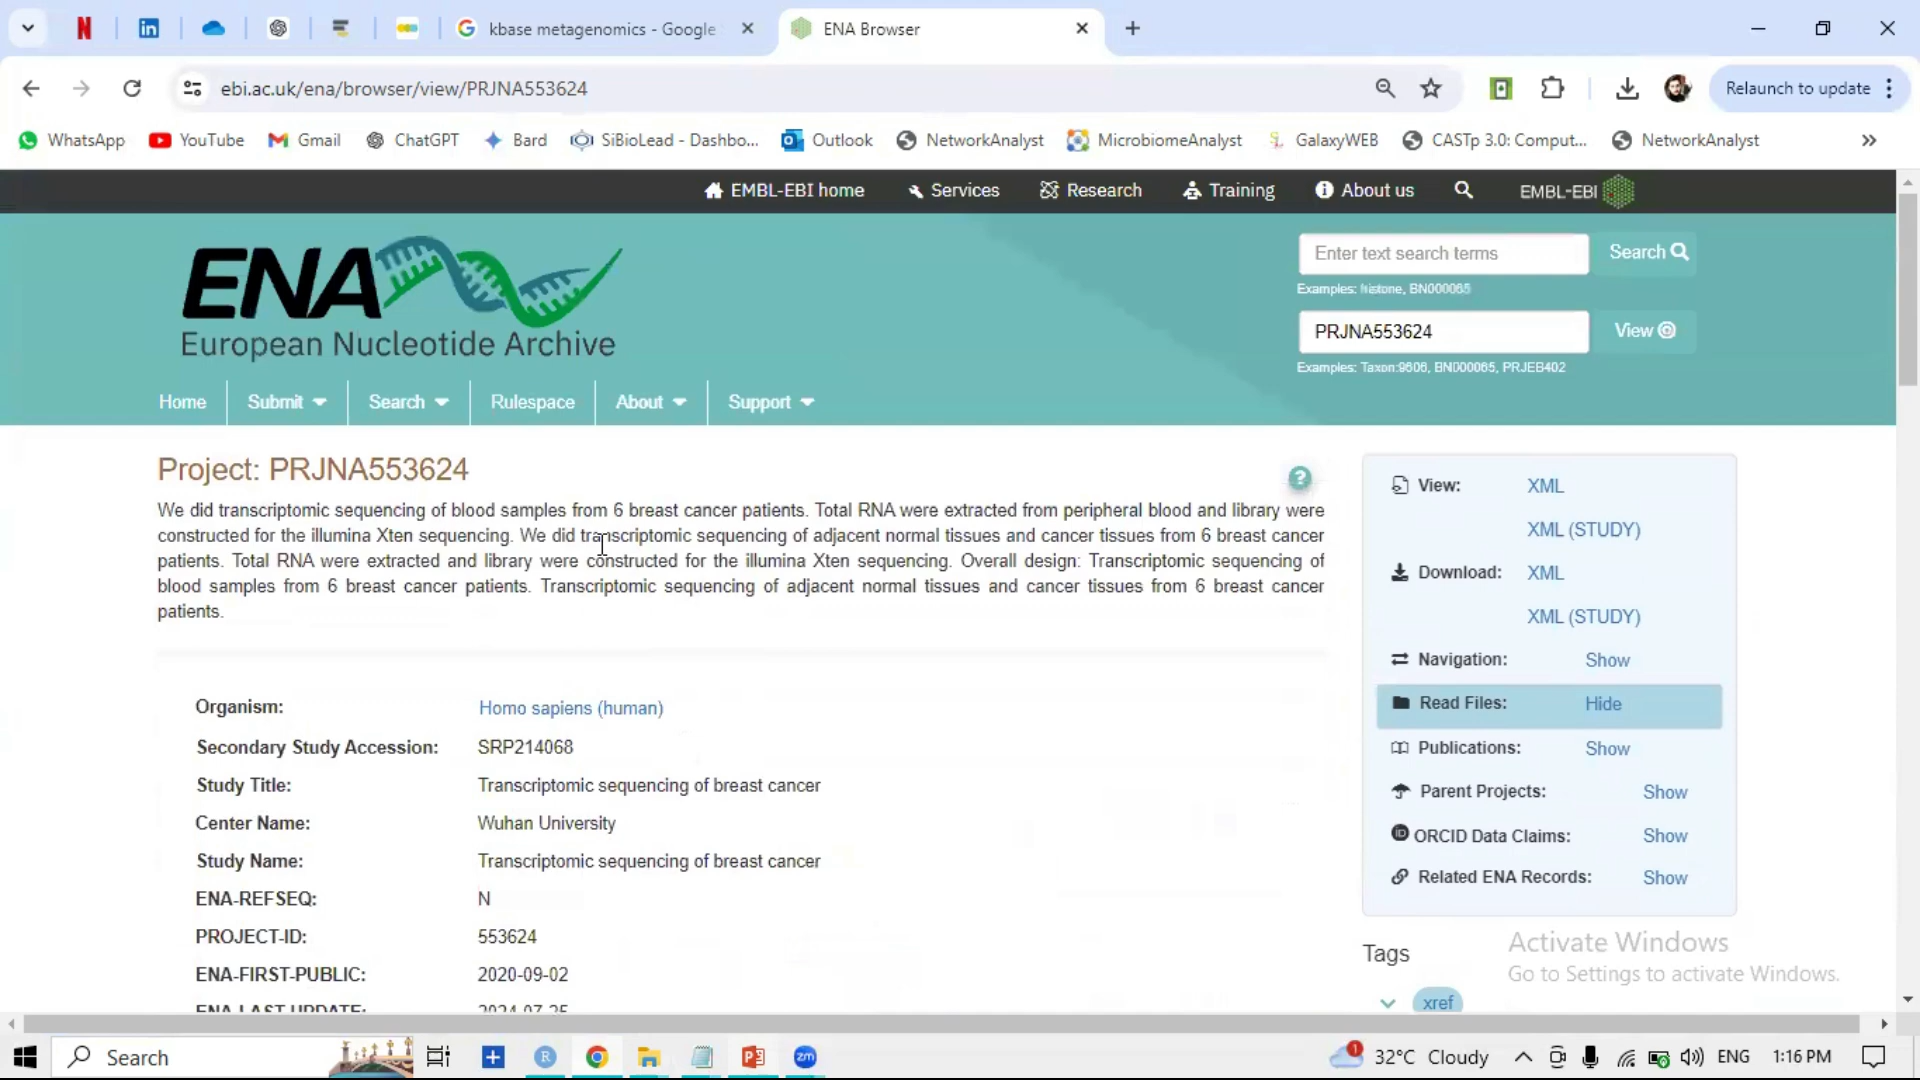 kbase metagenomics - Google
ENA Browser
ebi.ac.uk/ena/browser/view/PRJNA553624
Relaunch to update
WhatsApp
YouTube
Gmail
ChatGPT
Bard
SiBioLead - Dashbo...
Outlook
NetworkAnalyst
MicrobiomeAnalyst
GalaxyWEB
CASTp 3.0: Comput...
NetworkAnalyst
EMBL-EBI home
Services
Research
Training
About us
EMBL-EBI
ENA
European Nucleotide Archive
Enter text search terms
Search
Examples: histone, BN000065
PRJNA553624
View
Examples: Taxon:9606, BN000065, PRJEB402
Home
Submit
Search
Rulespace
About
Support
Project: PRJNA553624
We did transcriptomic sequencing of blood samples from 6 breast cancer patients. Total RNA were extracted from peripheral blood and library were
constructed for the illumina Xten sequencing. We did transcriptomic sequencing of adjacent normal tissues and cancer tissues from 6 breast cancer
patients. Total RNA were extracted and library were constructed for the illumina Xten sequencing. Overall design: Transcriptomic sequencing of
blood samples from 6 breast cancer patients. Transcriptomic sequencing of adjacent normal tissues and cancer tissues from 6 breast cancer
patients.
Organism: Homo sapiens (human)
Secondary Study Accession: SRP214068
Study Title: Transcriptomic sequencing of breast cancer
Center Name: Wuhan University
Study Name: Transcriptomic sequencing of breast cancer
ENA-REFSEQ: N
PROJECT-ID: 553624
ENA-FIRST-PUBLIC: 2020-09-02
ENA-LAST-UPDATE: 2024-07-25
View: XML
XML (STUDY)
Download: XML
XML (STUDY)
Navigation: Show
Read Files: Hide
Publications: Show
Parent Projects: Show
ORCID Data Claims: Show
Related ENA Records: Show
Tags
xref
Activate Windows
Go to Settings to activate Windows.
Search
32°C Cloudy
ENG
1:16 PM